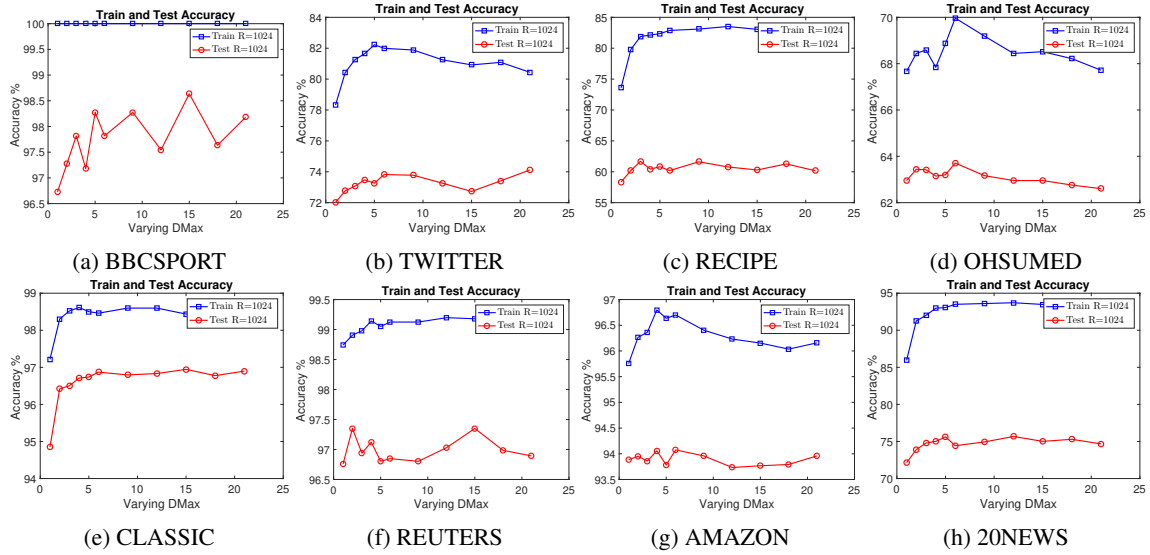 Train and Test Accuracy
100
99.5
99
98.5
98
97.5
97
96.5
0 5 10 15 20 25
Accuracy %
Varying DMax
Train R=1024
Test R=1024
(a) BBCSPORT
Train and Test Accuracy
84
82
80
78
76
74
72
0 5 10 15 20 25
Accuracy %
Varying DMax
Train R=1024
Test R=1024
(b) TWITTER
Train and Test Accuracy
85
80
75
70
65
60
55
0 5 10 15 20 25
Accuracy %
Varying DMax
Train R=1024
Test R=1024
(c) RECIPE
Train and Test Accuracy
70
68
66
64
62
0 5 10 15 20 25
Accuracy %
Varying DMax
Train R=1024
Test R=1024
(d) OHSUMED
Train and Test Accuracy
99
98
97
96
95
94
0 5 10 15 20 25
Accuracy %
Varying DMax
Train R=1024
Test R=1024
(e) CLASSIC
Train and Test Accuracy
99.5
99
98.5
98
97.5
97
96.5
0 5 10 15 20 25
Accuracy %
Varying DMax
Train R=1024
Test R=1024
(f) REUTERS
Train and Test Accuracy
97
96.5
96
95.5
95
94.5
94
93.5
0 5 10 15 20 25
Accuracy %
Varying DMax
Train R=1024
Test R=1024
(g) AMAZON
Train and Test Accuracy
95
90
85
80
75
70
0 5 10 15 20 25
Accuracy %
Varying DMax
Train R=1024
Test R=1024
(h) 20NEWS